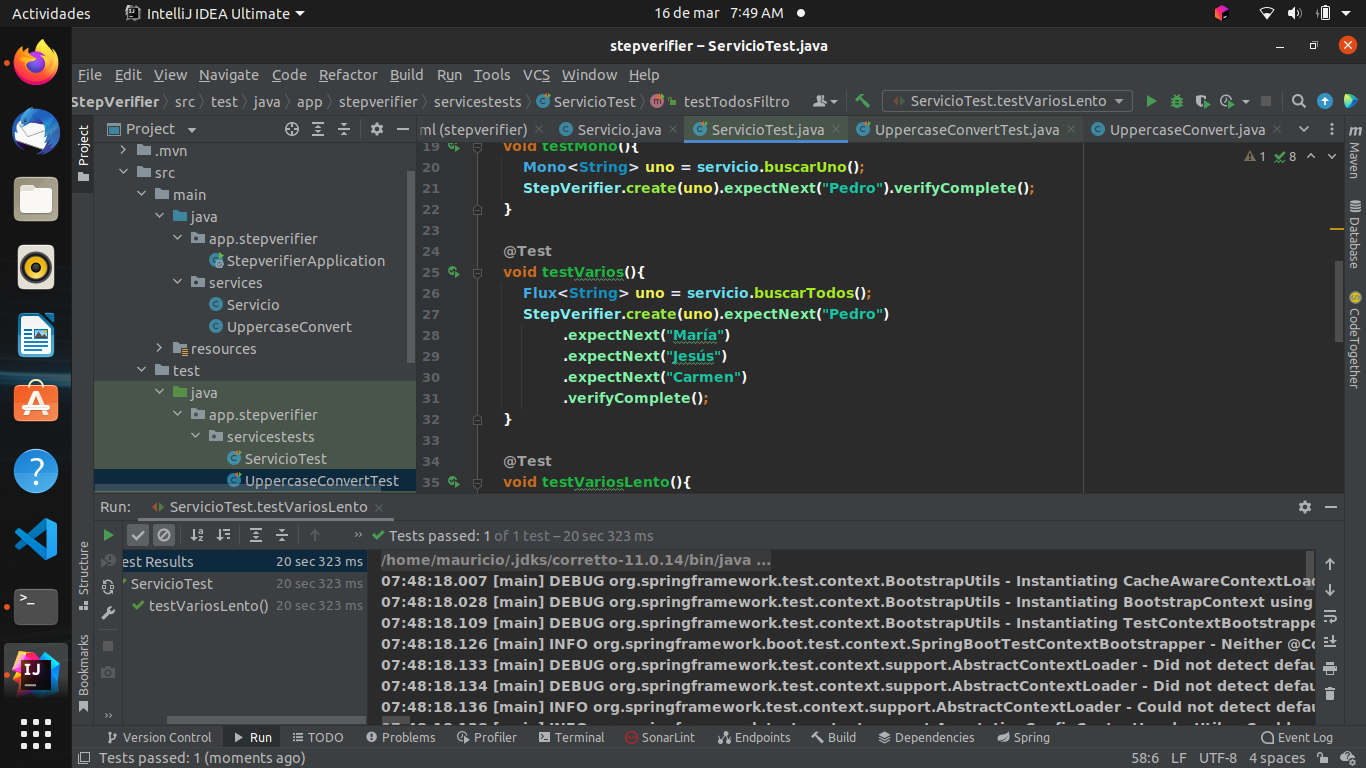 Actividades IntelliJ IDEA Ultimate 16 de mar 7:49 AM
stepverifier – ServicioTest.java
File Edit View Navigate Code Refactor Build Run Tools VCS Window Help
StepVerifier src test java app stepverifier servicestests ServicioTest testTodosFiltro ServicioTest.testVariosLento
Project ml (stepverifier) Servicio.java ServicioTest.java UppercaseConvertTest.java UppercaseConvert.java
.mvn
src
main
java
app.stepverifier
StepverifierApplication
services
Servicio
UppercaseConvert
resources
test
java
app.stepverifier
servicestests
ServicioTest
UppercaseConvertTest
19 void testMono(){
20 Mono<String> uno = servicio.buscarUno();
21 StepVerifier.create(uno).expectNext("Pedro").verifyComplete();
22 }
23
24 @Test
25 void testVarios(){
26 Flux<String> uno = servicio.buscarTodos();
27 StepVerifier.create(uno).expectNext("Pedro")
28 .expectNext("María")
29 .expectNext("Jesús")
30 .expectNext("Carmen")
31 .verifyComplete();
32 }
33
34 @Test
35 void testVariosLento(){
1 8
Project
Structure
Bookmarks
Maven
Database
CodeTogether
Run: ServicioTest.testVariosLento
Tests passed: 1 of 1 test – 20 sec 323 ms
est Results 20 sec 323 ms
ServicioTest 20 sec 323 ms
testVariosLento() 20 sec 323 ms
/home/mauricio/.jdks/corretto-11.0.14/bin/java ...
07:48:18.007 [main] DEBUG org.springframework.test.context.BootstrapUtils - Instantiating CacheAwareContextLoa
07:48:18.028 [main] DEBUG org.springframework.test.context.BootstrapUtils - Instantiating BootstrapContext using
07:48:18.109 [main] DEBUG org.springframework.test.context.BootstrapUtils - Instantiating TestContextBootstrappe
07:48:18.126 [main] INFO org.springframework.boot.test.context.SpringBootTestContextBootstrapper - Neither @Co
07:48:18.133 [main] DEBUG org.springframework.test.context.support.AbstractContextLoader - Did not detect defau
07:48:18.134 [main] DEBUG org.springframework.test.context.support.AbstractContextLoader - Did not detect defau
07:48:18.136 [main] INFO org.springframework.test.context.support.AbstractContextLoader - Could not detect defau
Version Control Run TODO Problems Profiler Terminal SonarLint Endpoints Build Dependencies Spring Event Log
Tests passed: 1 (moments ago) 58:6 LF UTF-8 4 spaces